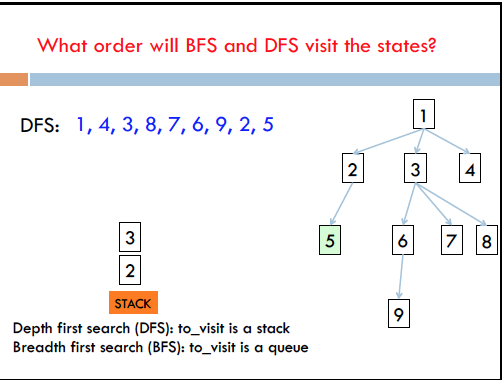 What order will BFS and DFS visit the states?
DFS: 1, 4, 3, 8, 7, 6, 9, 2, 5
1
2 3 4
5 6 7 8
9
3
2
STACK
Depth first search (DFS): to_visit is a stack
Breadth first search (BFS): to_visit is a queue